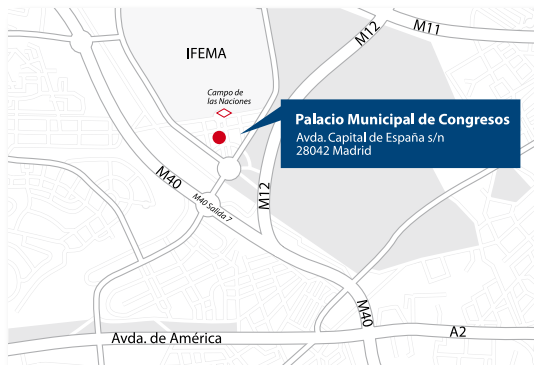 M12
M11
IFEMA
Campo de
las Naciones
Palacio Municipal de Congresos
Avda. Capital de España s/n
28042 Madrid
M40
M12
M40 Salida 7
M40
Avda. de América
A2